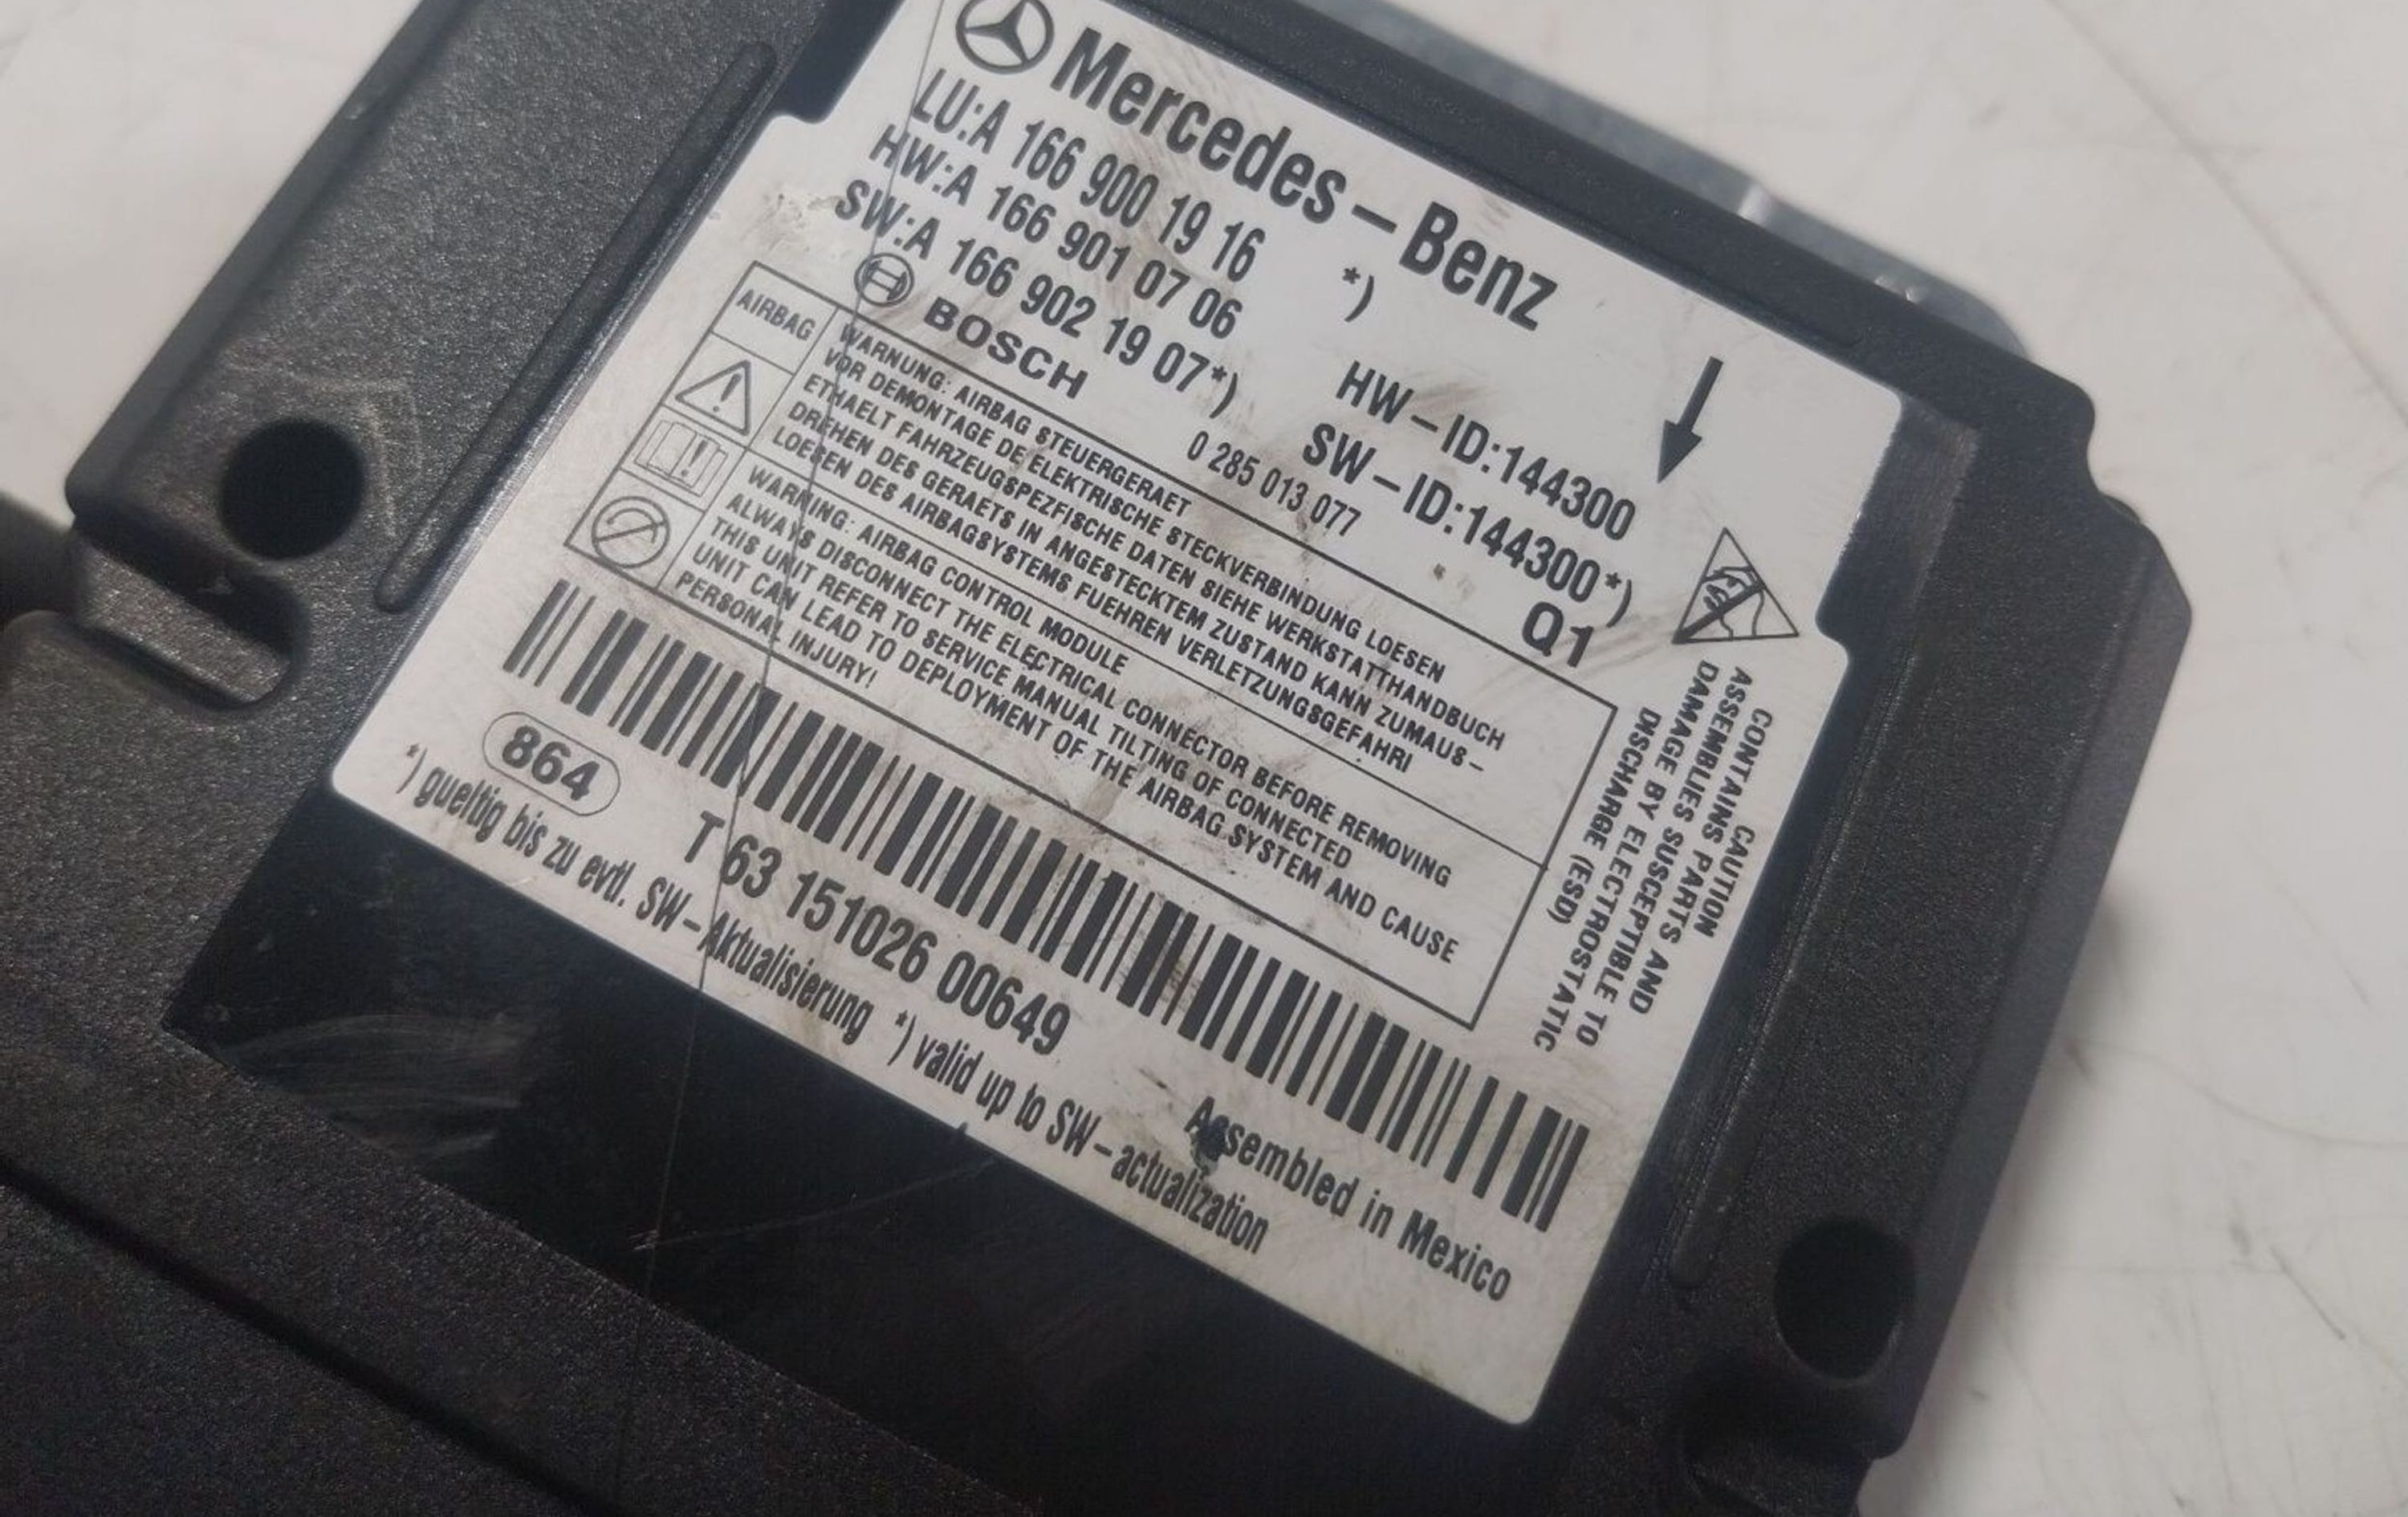 Mercedes-Benz
LU:A 166 900 19 16 *)
HW:A 166 901 07 06 HW-ID:144300
SW:A 166 902 19 07*) SW-ID:144300*)
BOSCH 0 285 013 077 Q1
AIRBAG
WARNUNG: AIRBAG STEUERGERAET
VOR DEMONTAGE DE ELEKTRISCHE STECKVERBINDUNG LOESEN
ETHAELT FAHRZEUGSPEZFISCHE DATEN SIEHE WERKSTATTHANDBUCH
DREHEN DES GERAETS IN ANGESTECKTEM ZUSTAND KANN ZUMAUS-
LOESEN DES AIRBAGSYSTEMS FUEHREN VERLETZUNGSGEFAHR!
WARNING: AIRBAG CONTROL MODULE
ALWAYS DISCONNECT THE ELECTRICAL CONNECTOR BEFORE REMOVING
THIS UNIT REFER TO SERVICE MANUAL TILTING OF CONNECTED
UNIT CAN LEAD TO DEPLOYMENT OF THE AIRBAG SYSTEM AND CAUSE
PERSONAL INJURY!
CAUTION
CONTAINS PARTS AND
ASSEMBLIES SUSCEPTIBLE TO
DAMAGE BY ELECTROSTATIC
DISCHARGE (ESD)
864 T 63 151026 00649 Assembled in Mexico
*) gueltig bis zu evtl. SW-Aktualisierung *) valid up to SW-actualization